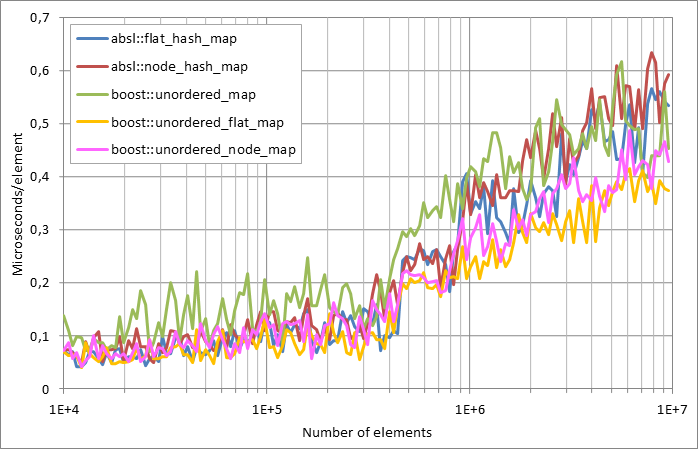 0,7
0,6
0,5
0,4
0,3
0,2
0,1
0
Microseconds/element
absl::flat_hash_map
absl::node_hash_map
boost::unordered_map
boost::unordered_flat_map
boost::unordered_node_map
1E+4 1E+5 1E+6 1E+7
Number of elements